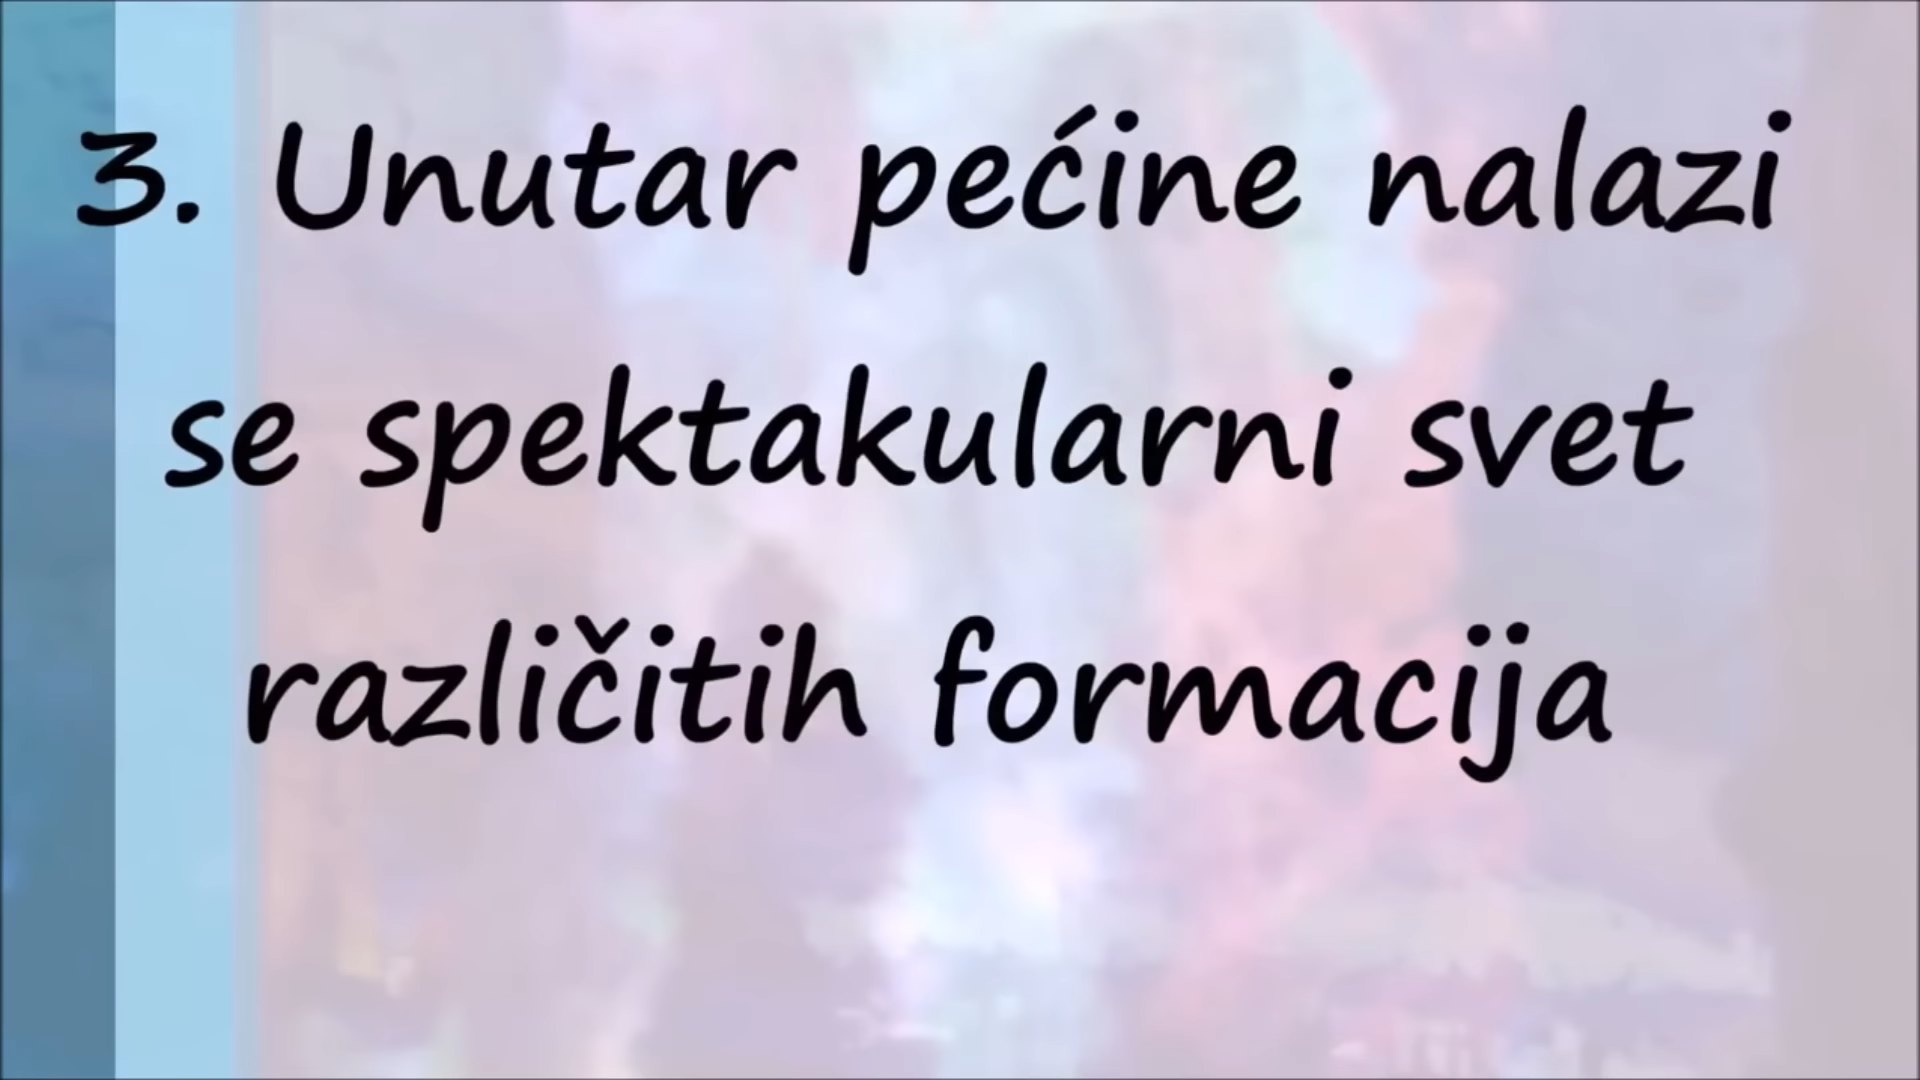 3. Unutar pećine nalazi
se spektakularni svet
različitih formacija